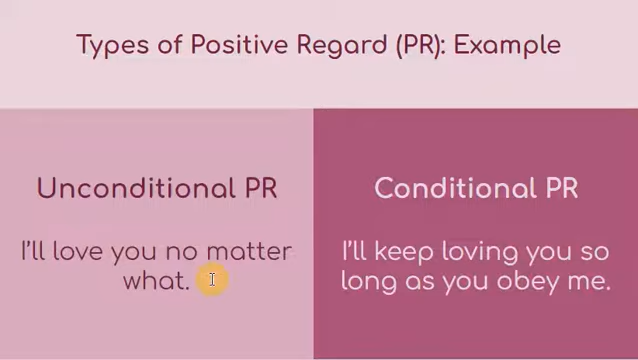 Types of Positive Regard (PR): Example
Unconditional PR
I'll love you no matter
what.
Conditional PR
I'll keep loving you so
long as you obey me.